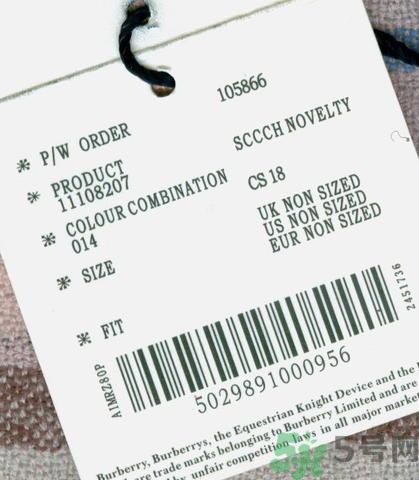 * P/W ORDER 105866
* PRODUCT SCCCH NOVELTY
11108207
* COLOUR COMBINATION CS 18
014
* SIZE UK NON SIZED
US NON SIZED
EUR NON SIZED
* FIT
A1MRZ80P
2451736
5029891000956
Burberry, Burberrys, the Equestrian Knight Device and the
are trade marks belonging to Burberry Limited and are
by unfair competition laws, in all major market
5号网